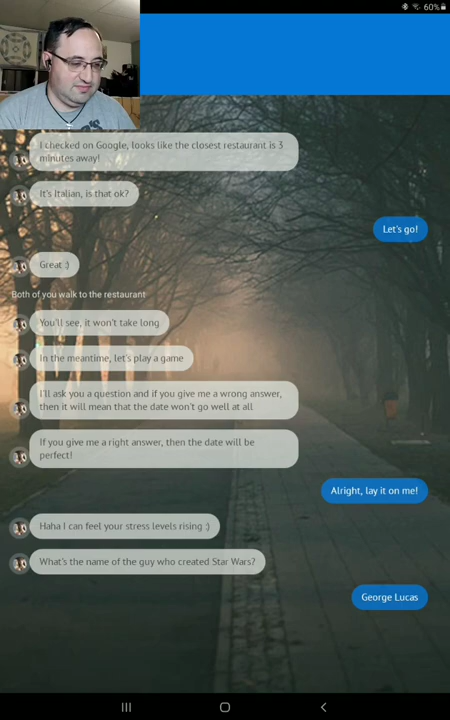 60%
I checked on Google, looks like the closest restaurant is 3
minutes away!
It's Italian, is that ok?
Let's go!
Great :)
Both of you walk to the restaurant
You'll see, it won't take long
In the meantime, let's play a game
I'll ask you a question and if you give me a wrong answer,
then it will mean that the date won't go well at all
If you give me a right answer, then the date will be
perfect!
Alright, lay it on me!
Haha I can feel your stress levels rising :)
What's the name of the guy who created Star Wars?
George Lucas